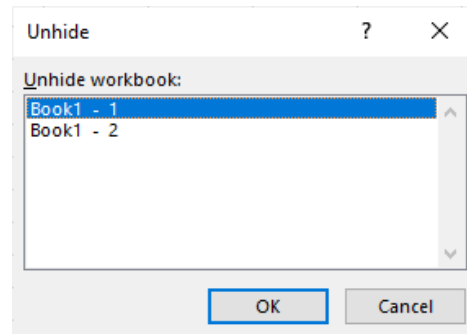 Unhide ? ×
Unhide workbook:
Book1 - 1
Book1 - 2
OK Cancel